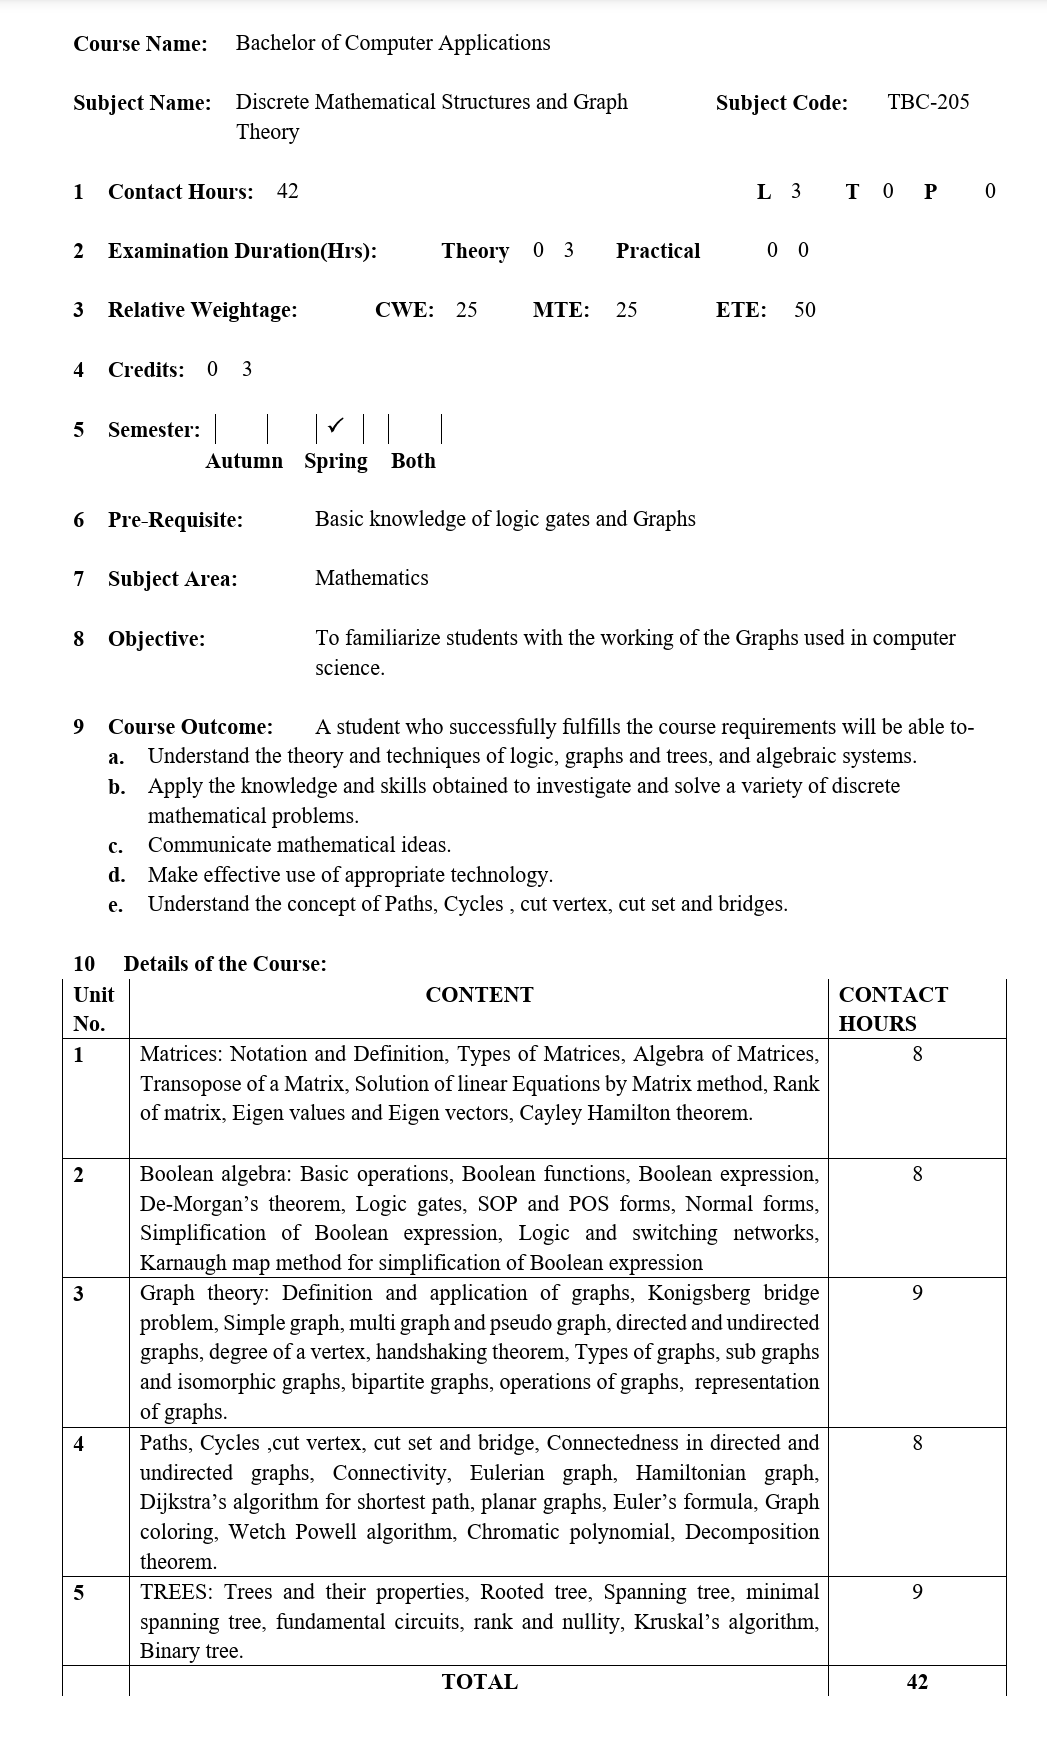 Course Name: Bachelor of Computer Applications
Subject Name: Discrete Mathematical Structures and Graph Subject Code: TBC-205
Theory
1 Contact Hours: 42 L 3 T 0 P 0
2 Examination Duration(Hrs): Theory 0 3 Practical 0 0
3 Relative Weightage: CWE: 25 MTE: 25 ETE: 50
4 Credits: 0 3
5 Semester: ✓
Autumn Spring Both
6 Pre-Requisite: Basic knowledge of logic gates and Graphs
7 Subject Area: Mathematics
8 Objective: To familiarize students with the working of the Graphs used in computer
science.
9 Course Outcome: A student who successfully fulfills the course requirements will be able to-
a. Understand the theory and techniques of logic, graphs and trees, and algebraic systems.
b. Apply the knowledge and skills obtained to investigate and solve a variety of discrete
mathematical problems.
c. Communicate mathematical ideas.
d. Make effective use of appropriate technology.
e. Understand the concept of Paths, Cycles , cut vertex, cut set and bridges.
10 Details of the Course:
Unit CONTENT CONTACT
No. HOURS
1 Matrices: Notation and Definition, Types of Matrices, Algebra of Matrices, 8
Transopose of a Matrix, Solution of linear Equations by Matrix method, Rank
of matrix, Eigen values and Eigen vectors, Cayley Hamilton theorem.
2 Boolean algebra: Basic operations, Boolean functions, Boolean expression, 8
De-Morgan’s theorem, Logic gates, SOP and POS forms, Normal forms,
Simplification of Boolean expression, Logic and switching networks,
Karnaugh map method for simplification of Boolean expression
3 Graph theory: Definition and application of graphs, Konigsberg bridge 9
problem, Simple graph, multi graph and pseudo graph, directed and undirected
graphs, degree of a vertex, handshaking theorem, Types of graphs, sub graphs
and isomorphic graphs, bipartite graphs, operations of graphs, representation
of graphs.
4 Paths, Cycles ,cut vertex, cut set and bridge, Connectedness in directed and 8
undirected graphs, Connectivity, Eulerian graph, Hamiltonian graph,
Dijkstra’s algorithm for shortest path, planar graphs, Euler’s formula, Graph
coloring, Wetch Powell algorithm, Chromatic polynomial, Decomposition
theorem.
5 TREES: Trees and their properties, Rooted tree, Spanning tree, minimal 9
spanning tree, fundamental circuits, rank and nullity, Kruskal’s algorithm,
Binary tree.
TOTAL 42